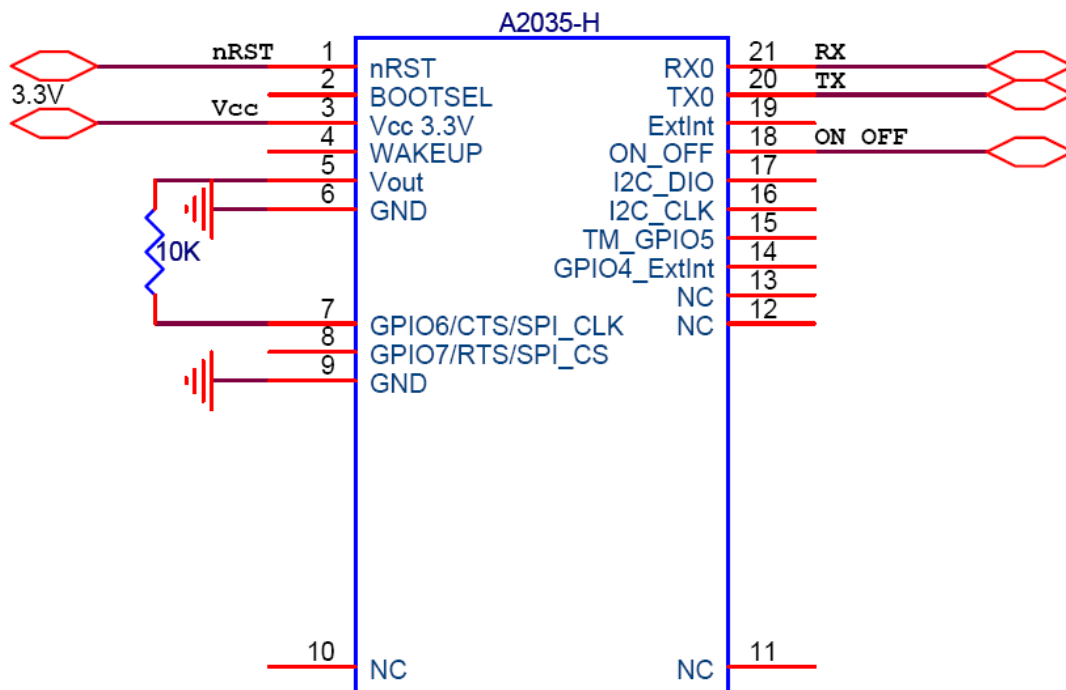 A2035-H
nRST 1 nRST
2 BOOTSEL
3.3V
Vcc 3 Vcc 3.3V
4 WAKEUP
5 Vout
6 GND
10K
7 GPIO6/CTS/SPI_CLK
8 GPIO7/RTS/SPI_CS
9 GND
10 NC
RX0 21 RX
TX0 20 TX
ExtInt 19
ON_OFF 18 ON OFF
I2C_DIO 17
I2C_CLK 16
TM_GPIO5 15
GPIO4_ExtInt 14
NC 13
NC 12
NC 11